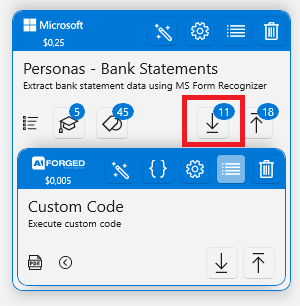 Microsoft
$0,25
Personas - Bank Statements
Extract bank statement data using MS Form Recognizer
5
45
11
18
AIFORGED
$0,005
Custom Code
Execute custom code
PDF